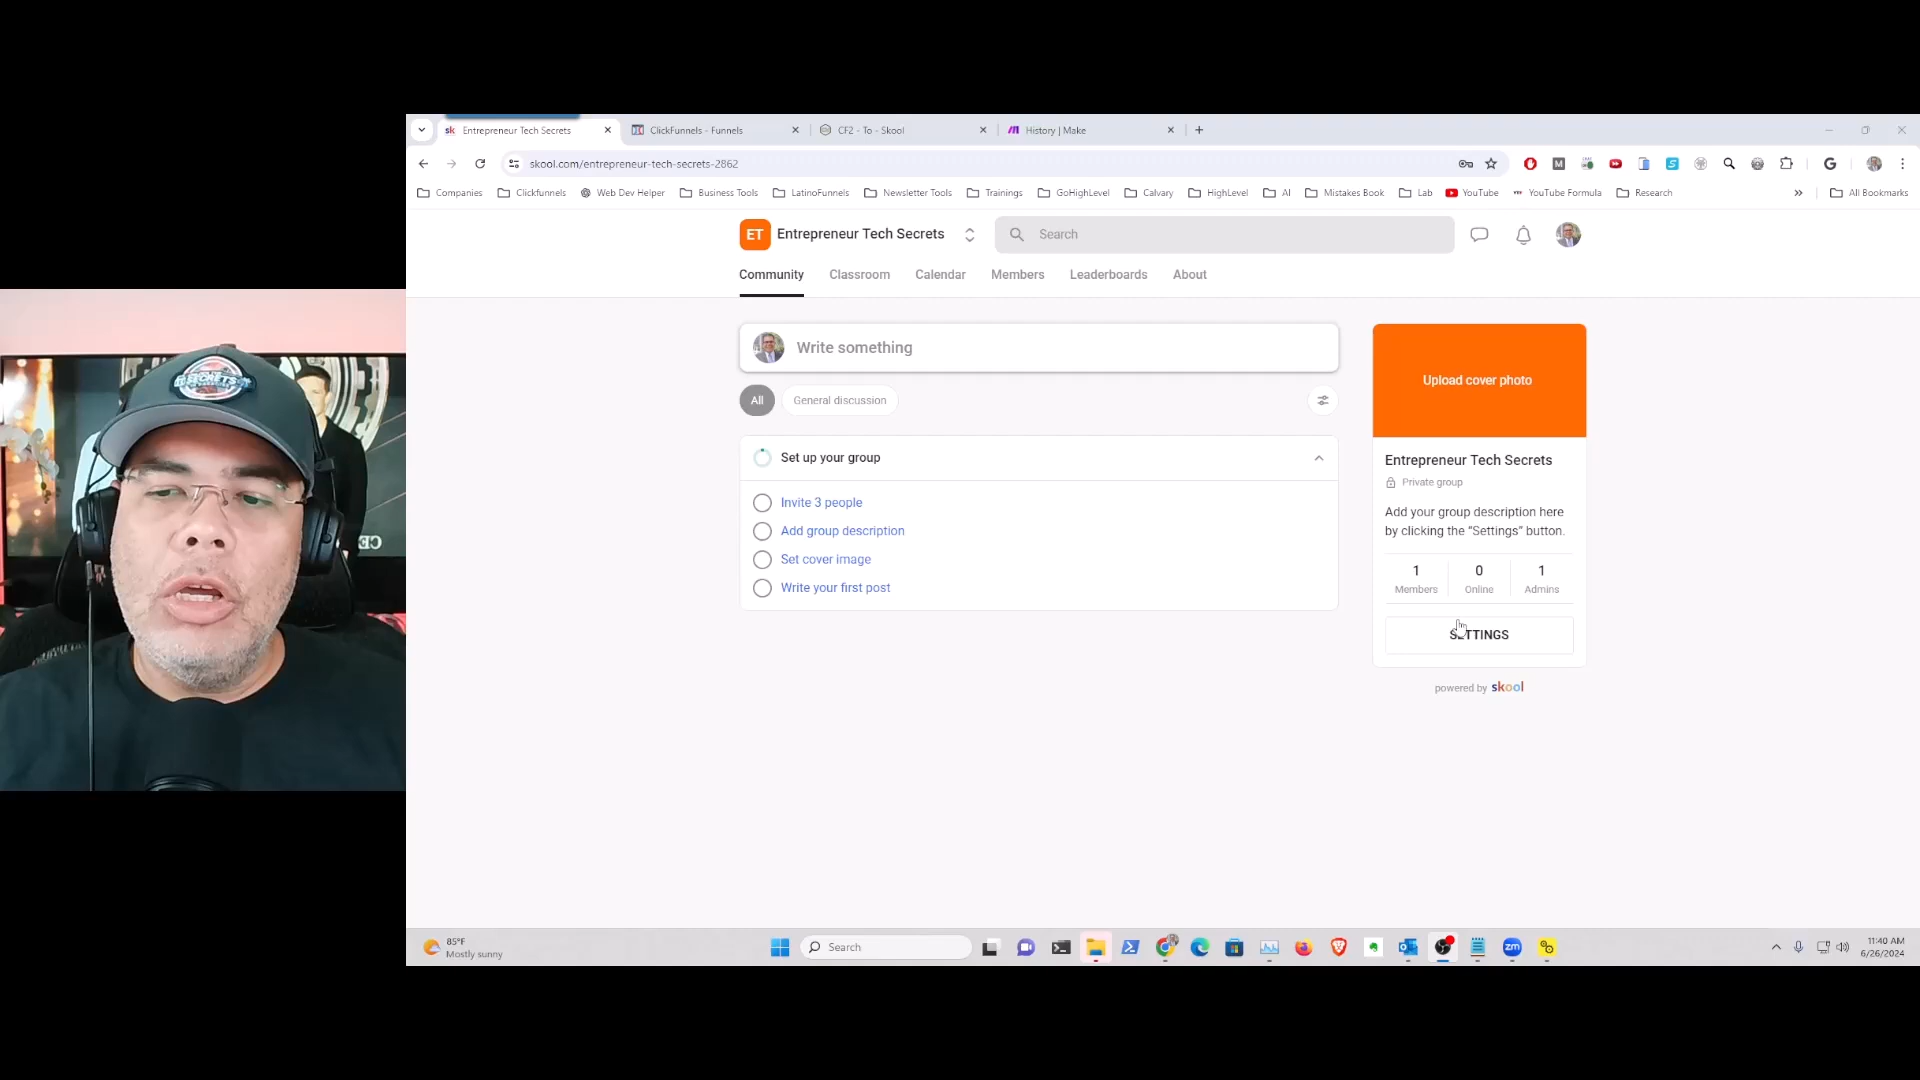 Entrepreneur Tech Secrets
ClickFunnels - Funnels
CF2 - To - Skool
History | Make
skool.com/entrepreneur-tech-secrets-2862
Companies
Clickfunnels
Web Dev Helper
Business Tools
LatinoFunnels
Newsletter Tools
Trainings
GoHighLevel
Calvary
HighLevel
AI
Mistakes Book
Lab
YouTube
YouTube Formula
Research
All Bookmarks
ET
Entrepreneur Tech Secrets
Search
Community
Classroom
Calendar
Members
Leaderboards
About
Write something
All
General discussion
Set up your group
Invite 3 people
Add group description
Set cover image
Write your first post
Upload cover photo
Entrepreneur Tech Secrets
Private group
Add your group description here
by clicking the “Settings” button.
1
Members
0
Online
1
Admins
SETTINGS
powered by skool
SECRETS
85°F
Mostly sunny
Search
zm
11:40 AM
6/26/2024